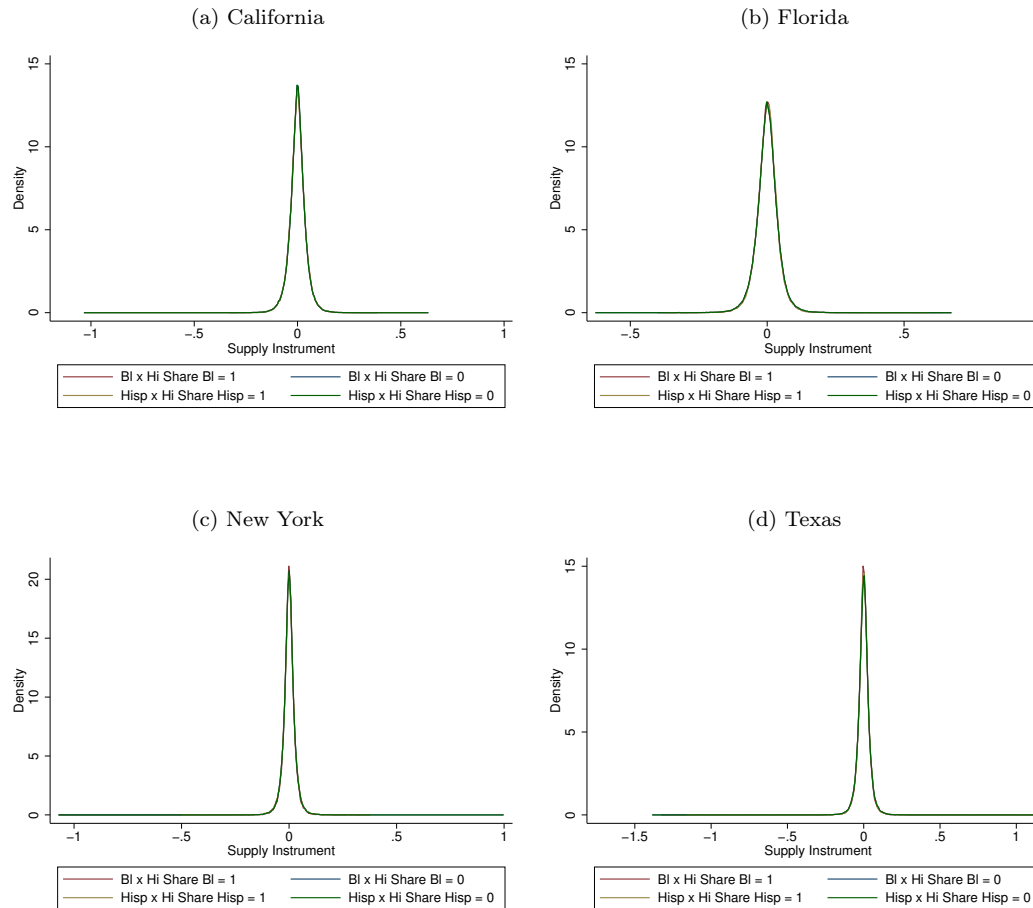 (a) California
15
10
5
0
Density
−1
−.5
0
.5
1
Supply Instrument
Bl x Hi Share Bl = 1
Bl x Hi Share Bl = 0
Hisp x Hi Share Hisp = 1
Hisp x Hi Share Hisp = 0
(b) Florida
15
10
5
0
Density
−.5
0
.5
Supply Instrument
Bl x Hi Share Bl = 1
Bl x Hi Share Bl = 0
Hisp x Hi Share Hisp = 1
Hisp x Hi Share Hisp = 0
(c) New York
20
15
10
5
0
Density
−1
−.5
0
.5
1
Supply Instrument
Bl x Hi Share Bl = 1
Bl x Hi Share Bl = 0
Hisp x Hi Share Hisp = 1
Hisp x Hi Share Hisp = 0
(d) Texas
15
10
5
0
Density
−1.5
−1
−.5
0
.5
1
Supply Instrument
Bl x Hi Share Bl = 1
Bl x Hi Share Bl = 0
Hisp x Hi Share Hisp = 1
Hisp x Hi Share Hisp = 0